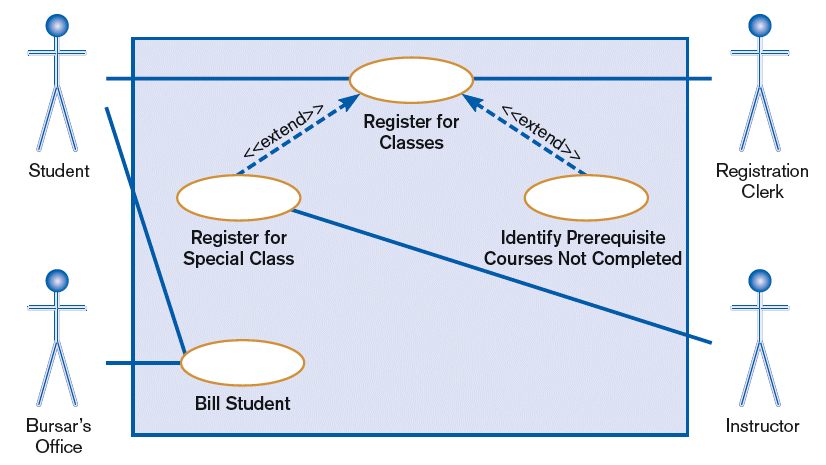 <<extend>>
<<extend>>
Register for
Classes
Student
Registration
Clerk
Register for
Special Class
Identify Prerequisite
Courses Not Completed
Bill Student
Bursar's
Office
Instructor